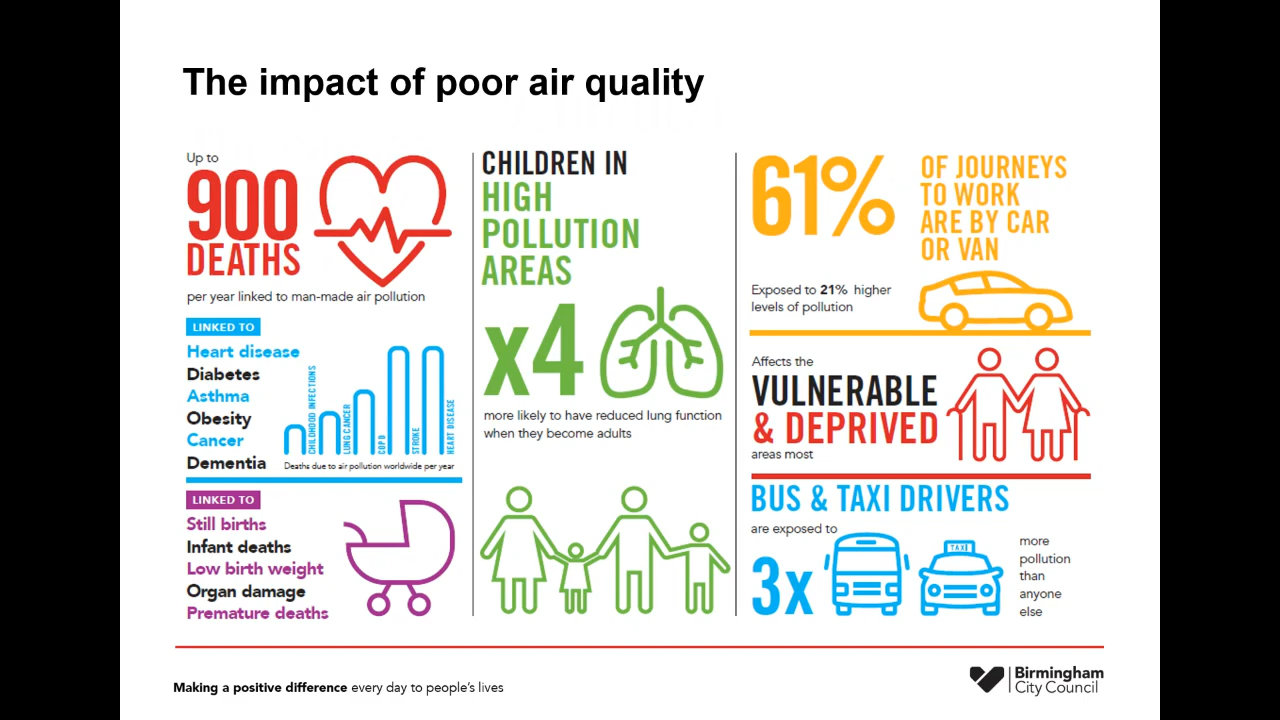 The impact of poor air quality
Up to
900
DEATHS
per year linked to man-made air pollution
LINKED TO
Heart disease
Diabetes
Asthma
Obesity
Cancer
Dementia
CHILDHOOD INFECTIONS
LUNG CANCER
COPD
STROKE
HEART DISEASE
Deaths due to air pollution worldwide per year
LINKED TO
Still births
Infant deaths
Low birth weight
Organ damage
Premature deaths
CHILDREN IN
HIGH
POLLUTION
AREAS
x4
more likely to have reduced lung function
when they become adults
61%
OF JOURNEYS
TO WORK
ARE BY CAR
OR VAN
Exposed to 21% higher
levels of pollution
Affects the
VULNERABLE
& DEPRIVED
areas most
BUS & TAXI DRIVERS
are exposed to
3x
TAXI
more
pollution
than
anyone
else
Making a positive difference every day to people's lives
Birmingham
City Council